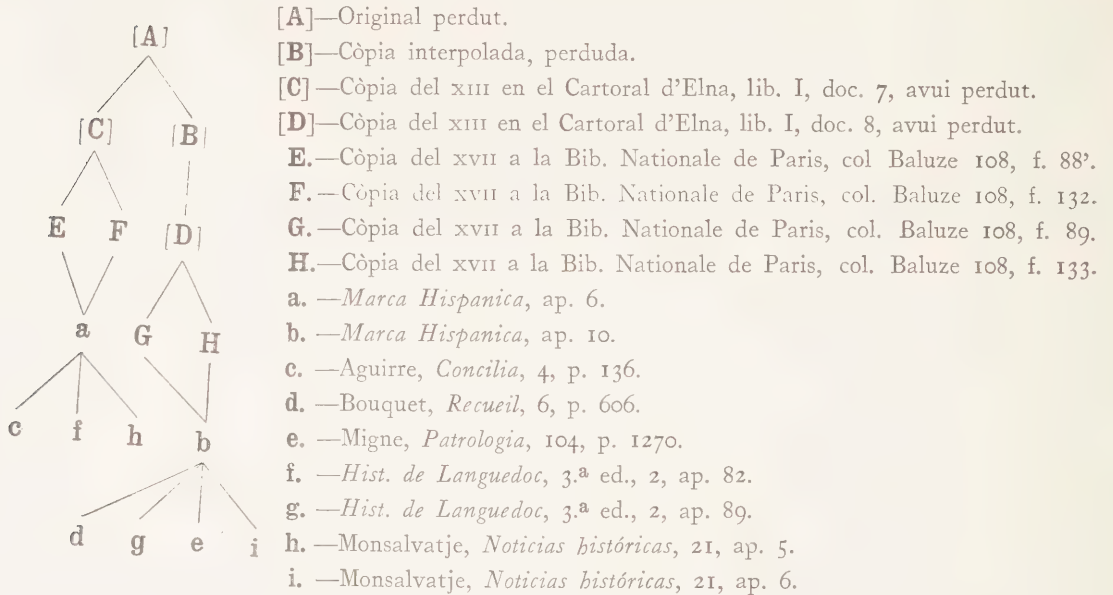 [A]
[C] [B]
E F [D]
a G H
c f h b
d g e i
[A]—Original perdut.
[B]—Còpia interpolada, perduda.
[C]—Còpia del XIII en el Cartoral d'Elna, lib. I, doc. 7, avui perdut.
[D]—Còpia del XIII en el Cartoral d'Elna, lib. I, doc. 8, avui perdut.
E.—Còpia del XVII a la Bib. Nationale de Paris, col Baluze 108, f. 88'.
F.—Còpia del XVII a la Bib. Nationale de Paris, col. Baluze 108, f. 132.
G.—Còpia del XVII a la Bib. Nationale de Paris, col. Baluze 108, f. 89.
H.—Còpia del XVII a la Bib. Nationale de Paris, col. Baluze 108, f. 133.
a. —Marca Hispanica, ap. 6.
b. —Marca Hispanica, ap. 10.
c. —Aguirre, Concilia, 4, p. 136.
d. —Bouquet, Recueil, 6, p. 606.
e. —Migne, Patrologia, 104, p. 1270.
f. —Hist. de Languedoc, 3.ª ed., 2, ap. 82.
g. —Hist. de Languedoc, 3.ª ed., 2, ap. 89.
h. —Monsalvatje, Noticias históricas, 21, ap. 5.
i. —Monsalvatje, Noticias históricas, 21, ap. 6.